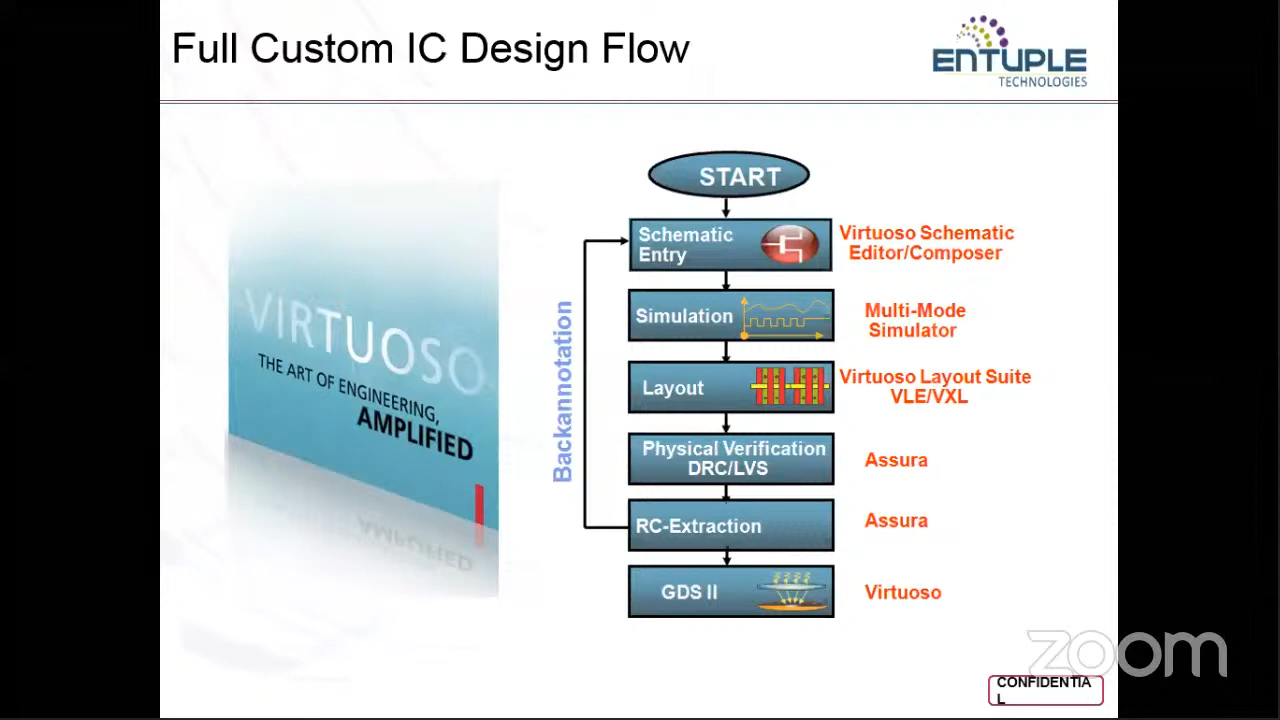 Full Custom IC Design Flow
ENTUPLE
TECHNOLOGIES
VIRTUOSO
THE ART OF ENGINEERING,
AMPLIFIED
AMPLIFIED
START
Schematic
Entry
Virtuoso Schematic
Editor/Composer
Simulation
Multi-Mode
Simulator
Layout
Virtuoso Layout Suite
VLE/VXL
Backannotation
Physical Verification
DRC/LVS
Assura
RC-Extraction
Assura
GDS II
Virtuoso
zoom
CONFIDENTIA
L